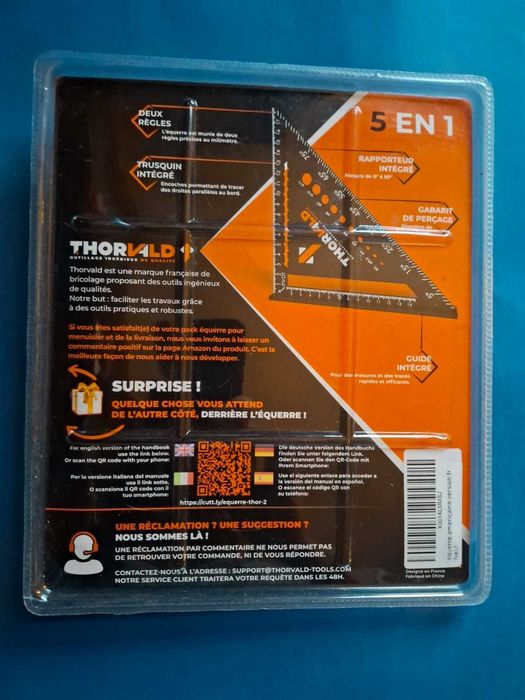 5 EN 1
DEUX
RÈGLES
L'équerre est munie de deux
règles précises au millimètre.
TRUSQUIN
INTÉGRÉ
Encoches permettant de tracer
des droites parallèles au bord.
RAPPORTEUR
INTÉGRÉ
Mesure de 0° à 90°
GABARIT
DE PERÇAGE
Diamètre de
THORVALD
THORVALD
OUTILLAGE INGÉNIEUX DE QUALITÉ
Thorvald est une marque française de
bricolage proposant des outils ingénieux
de qualités.
Notre but : faciliter les travaux grâce
à des outils pratiques et robustes.
Si vous êtes satisfait(e) de votre pack équerre pour
menuisier et de la livraison, nous vous invitons à laisser un
commentaire positif sur la page Amazon du produit. C'est la
meilleure façon de nous aider à nous développer.
GUIDE
INTÉGRÉ
Pour des mesures et des tracés
rapides et efficaces.
SURPRISE !
QUELQUE CHOSE VOUS ATTEND
DE L'AUTRE CÔTÉ, DERRIÈRE L'ÉQUERRE !
For english version of the handbook
use the link below.
Or scan the QR code with your phone:
Die deutsche version des Handbuchs
finden Sie unter folgendem Link.
Oder scannen Sie den QR-Code mit
Ihrem Smartphone:
Per la versione italiana del manuale
usa il link sotto.
O scansiona il codice QR con il
tuo smartphone:
Use el siguiente enlace para acceder a
la versión del manual en español.
O escanee el código QR con
su teléfono:
https://cutt.ly/equerre-thor-2
UNE RÉCLAMATION ? UNE SUGGESTION ?
NOUS SOMMES LÀ !
UNE RÉCLAMATION PAR COMMENTAIRE NE NOUS PERMET PAS
DE RETROUVER VOTRE COMMANDE, NI DE VOUS RÉPONDRE.
CONTACTEZ-NOUS A L'ADRESSE : SUPPORT@THORVALD-TOOLS.COM
NOTRE SERVICE CLIENT TRAITERA VOTRE REQUÊTE DANS LES 48H.
X001ALMM6J
equerre americaine version fr
Neuf
Designé en France
Fabriqué en Chine